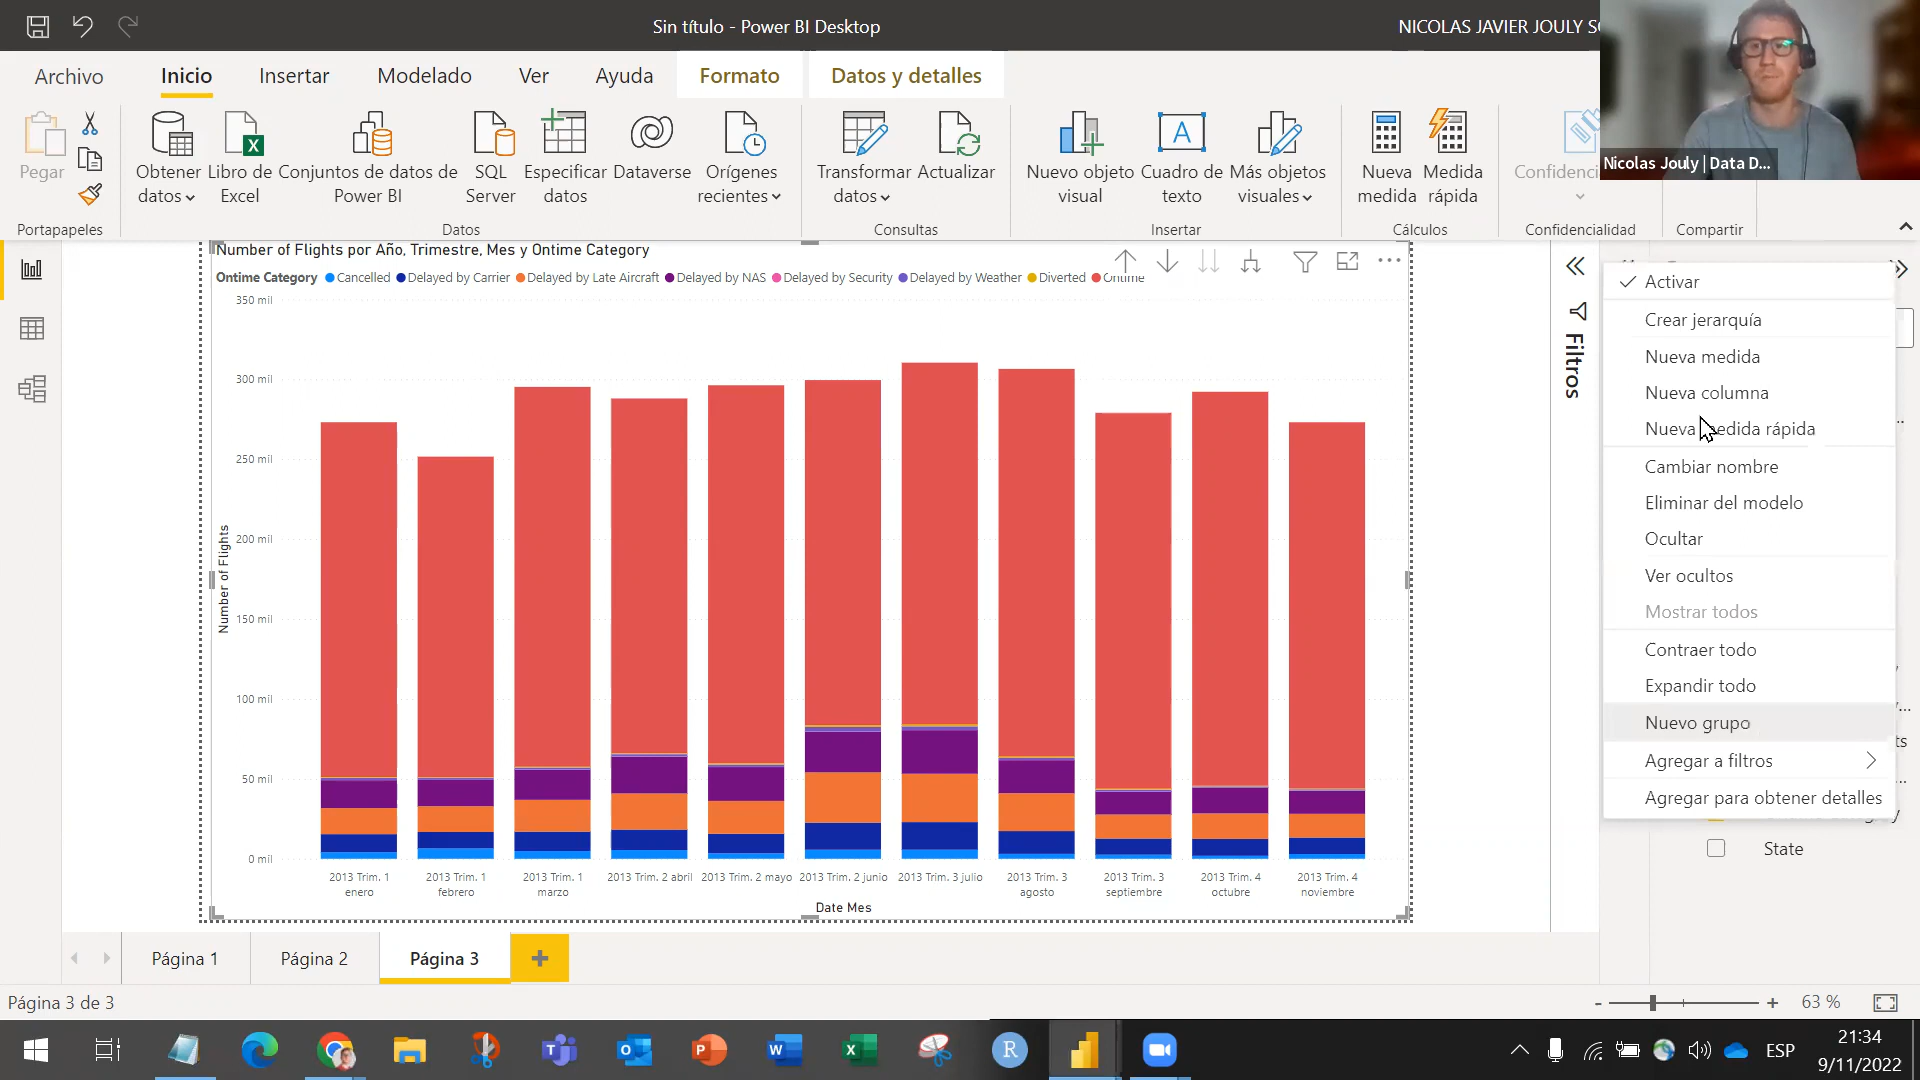 Sin título - Power BI Desktop
NICOLAS JAVIER JOULY
Archivo
Inicio
Insertar
Modelado
Ver
Ayuda
Formato
Datos y detalles
Pegar
Obtener datos
Libro de Excel
Conjuntos de datos de Power BI
SQL Server
Especificar datos
Dataverse
Orígenes recientes
Transformar datos
Actualizar
Nuevo objeto visual
Cuadro de texto
Más objetos visuales
Nueva medida
Medida rápida
Nicolas Jouly | Data D...
Portapapeles
Datos
Consultas
Insertar
Cálculos
Confidencialidad
Compartir
Number of Flights por Año, Trimestre, Mes y Ontime Category
Ontime Category Cancelled Delayed by Carrier Delayed by Late Aircraft Delayed by NAS Delayed by Security Delayed by Weather Diverted Ontime
350 mil
300 mil
250 mil
200 mil
150 mil
100 mil
50 mil
0 mil
Number of Flights
2013 Trim. 1 enero
2013 Trim. 1 febrero
2013 Trim. 1 marzo
2013 Trim. 2 abril
2013 Trim. 2 mayo
2013 Trim. 2 junio
2013 Trim. 3 julio
2013 Trim. 3 agosto
2013 Trim. 3 septiembre
2013 Trim. 4 octubre
2013 Trim. 4 noviembre
Date Mes
Filtros
Activar
Crear jerarquía
Nueva medida
Nueva columna
Nueva medida rápida
Cambiar nombre
Eliminar del modelo
Ocultar
Ver ocultos
Mostrar todos
Contraer todo
Expandir todo
Nuevo grupo
Agregar a filtros
Agregar para obtener detalles
State
Página 1
Página 2
Página 3
Página 3 de 3
63 %
ESP
21:34
9/11/2022